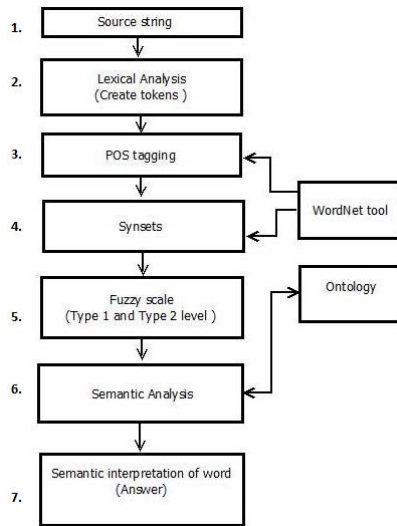 1. Source string
2. Lexical Analysis
(Create tokens )
3. POS tagging
WordNet tool
4. Synsets
Ontology
5. Fuzzy scale
(Type 1 and Type 2 level )
6. Semantic Analysis
7. Semantic interpretation of word
(Answer)